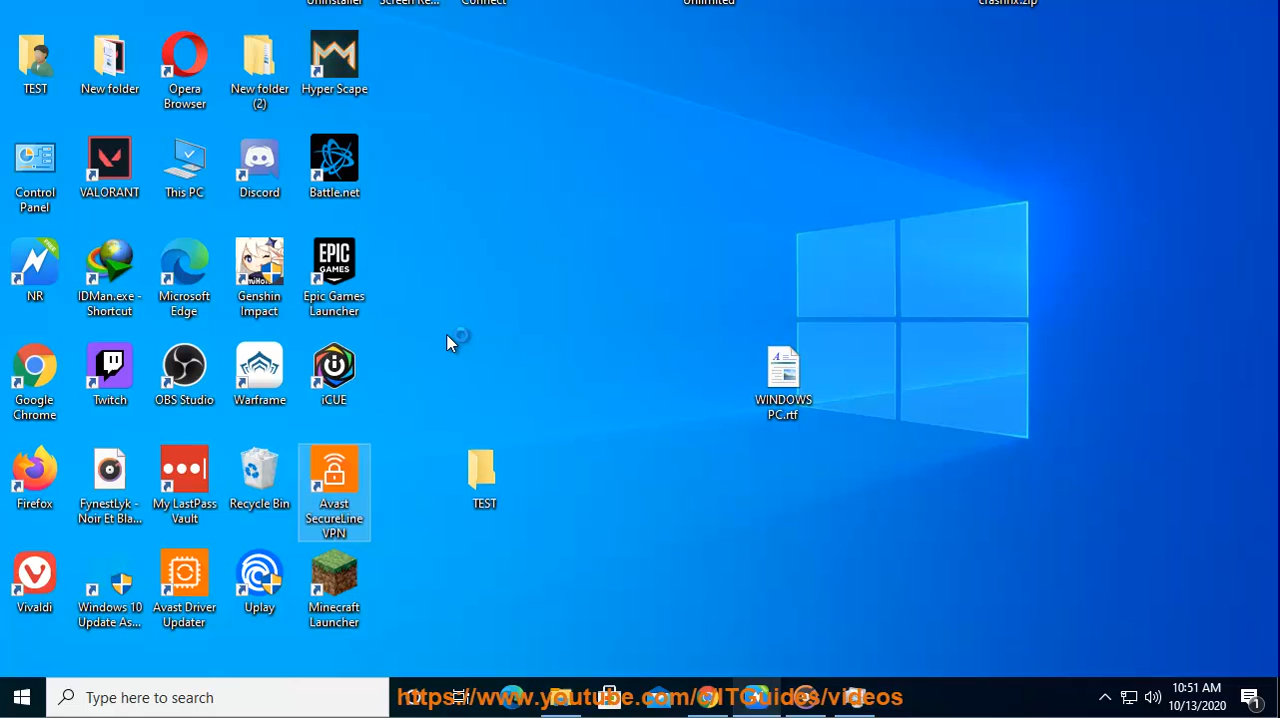 Uninstaller
Screen Re...
Connect
Unlimited
crashfix.zip
TEST
New folder
Opera
Browser
New folder
(2)
Hyper Scape
Control
Panel
VALORANT
This PC
Discord
Battle.net
FREE
NR
IDMan.exe -
Shortcut
Microsoft
Edge
Genshin
Impact
EPIC
GAMES
Epic Games
Launcher
Google
Chrome
Twitch
OBS Studio
Warframe
iCUE
WINDOWS
PC.rtf
Firefox
FynestLyk -
Noir Et Bla...
My LastPass
Vault
Recycle Bin
Avast
SecureLine
VPN
TEST
Vivaldi
Windows 10
Update As...
Avast Driver
Updater
Uplay
Minecraft
Launcher
Type here to search
https://www.youtube.com/@ITGuides/videos
10:51 AM
10/13/2020
1